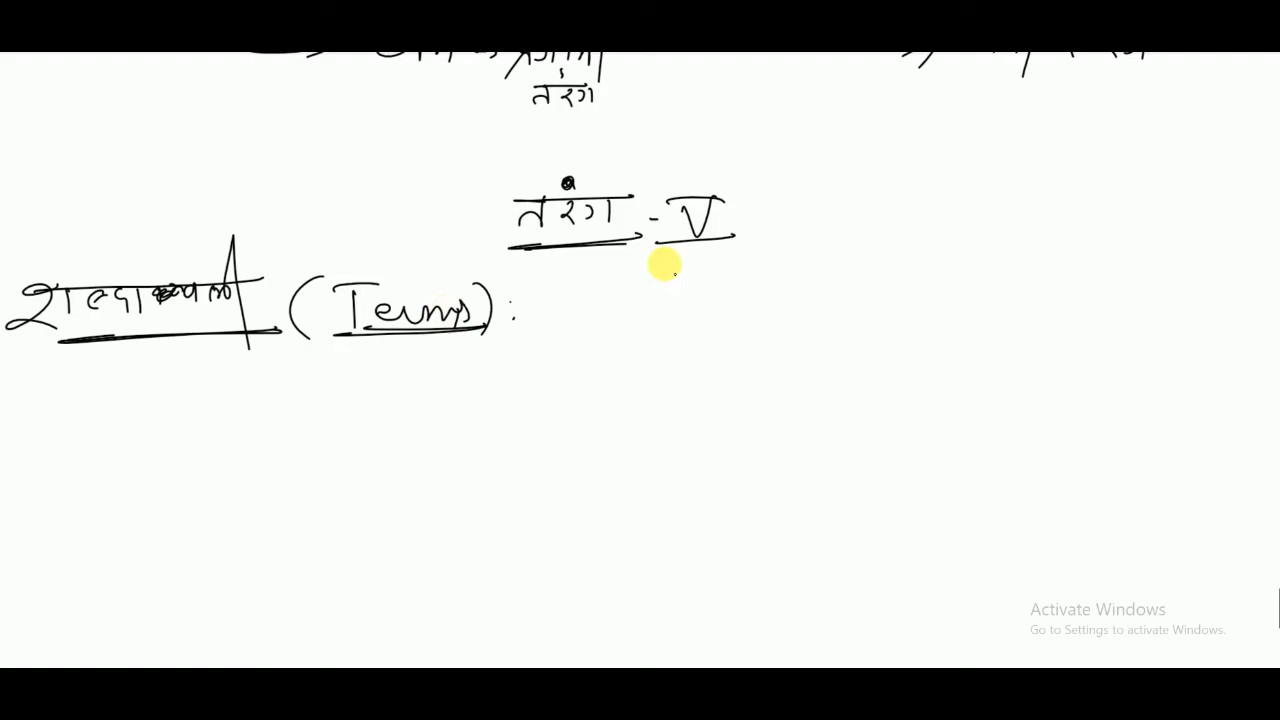 तरंग
तरंग - V
शब्दावली (Terms) :
Activate Windows
Go to Settings to activate Windows.